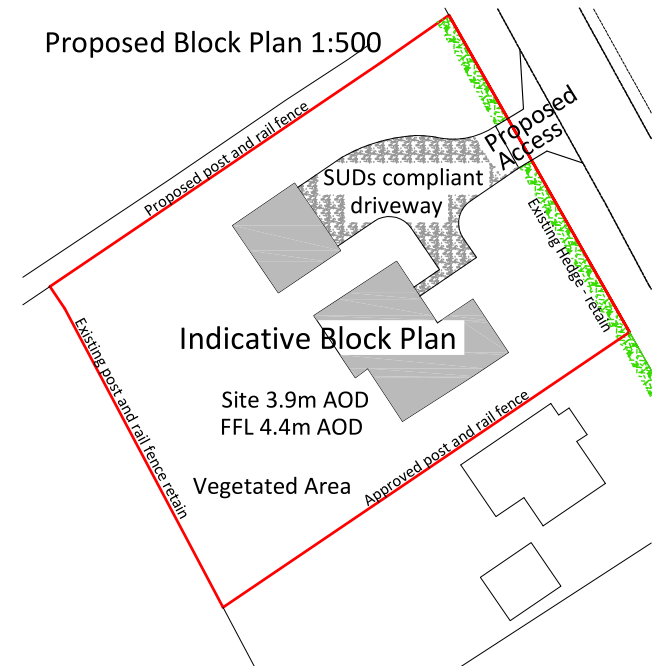 Proposed Block Plan 1:500
Proposed post and rail fence
Proposed
Access
SUDs compliant
driveway
Existing Hedge - retain
Existing post and rail fence retain
Indicative Block Plan
Site 3.9m AOD
FFL 4.4m AOD
Vegetated Area
Approved post and rail fence